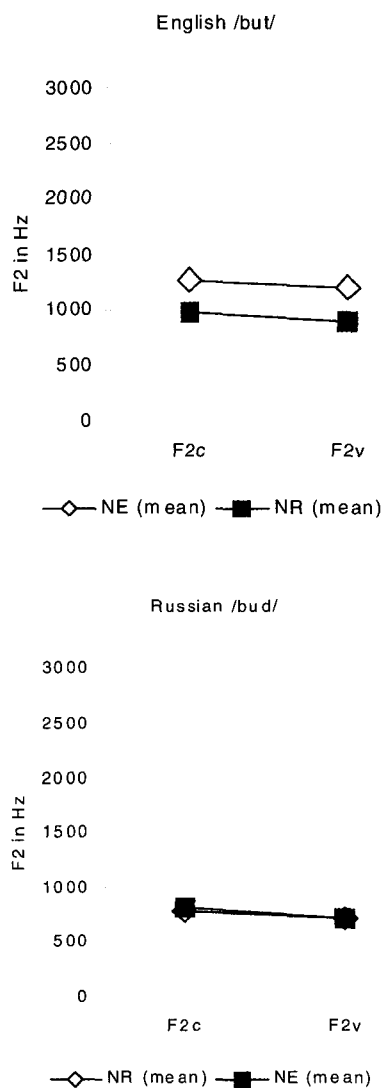 English /but/
3000
2500
2000
1500
1000
500
0
F2 in Hz
F2c F2v
NE (mean) NR (mean)
Russian /bud/
3000
2500
2000
1500
1000
500
0
F2 in Hz
F2c F2v
NR (mean) NE (mean)